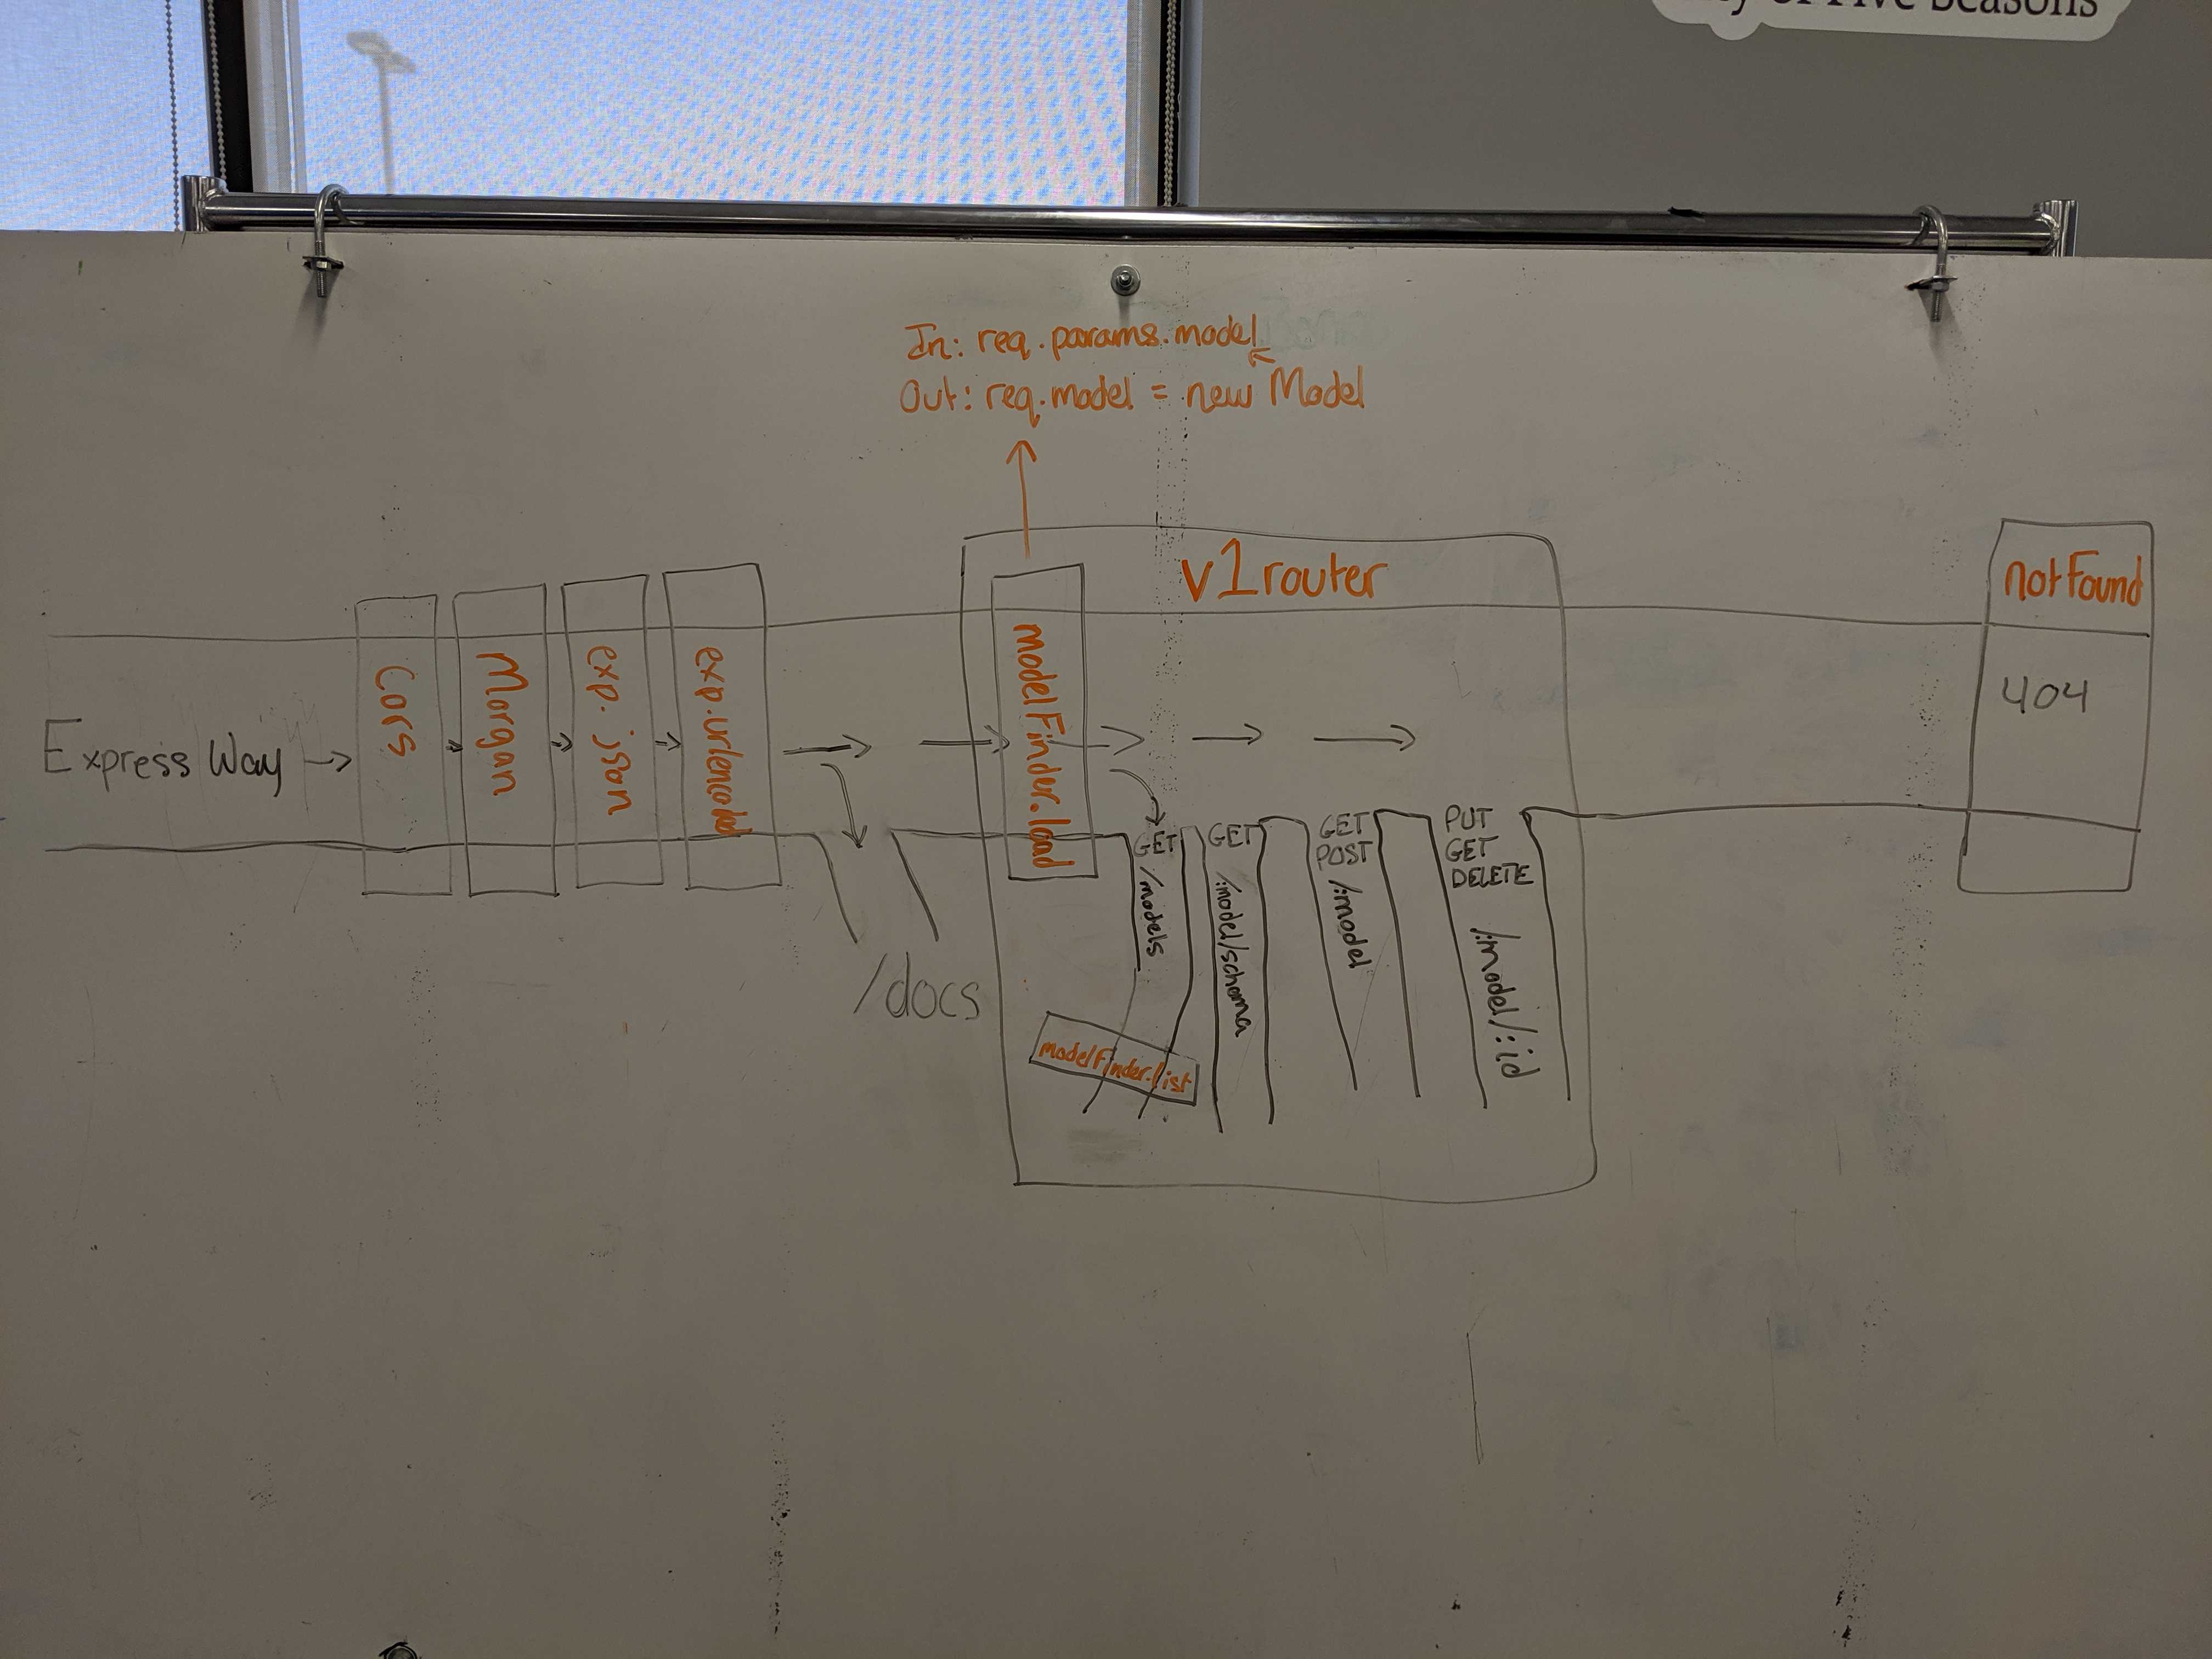 of Five Seasons
In: req.params.model
Out: req.model = new Model
v1router
notFound
404
Express Way
Cors
Morgan
exp.json
exp.urlencoded
/docs
modelFinder.load
GET
/models
modelFinder.list
GET
/:model/schema
GET
POST
/:model
PUT
GET
DELETE
/:model/:id